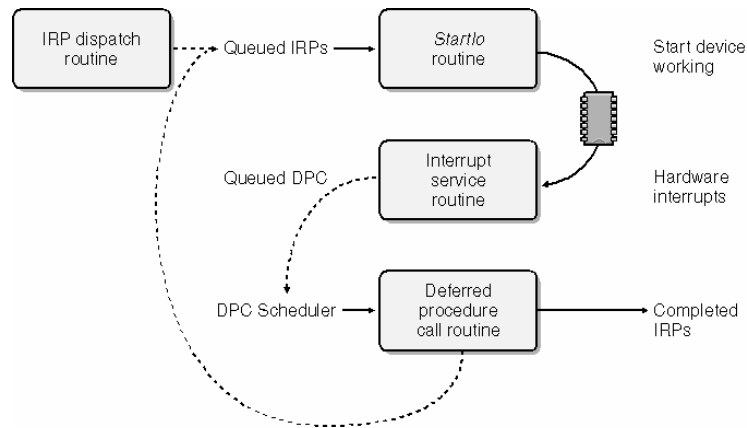 IRP dispatch
routine
Queued IRPs
StartIo
routine
Start device
working
Queued DPC
Interrupt
service
routine
Hardware
interrupts
DPC Scheduler
Deferred
procedure
call routine
Completed
IRPs